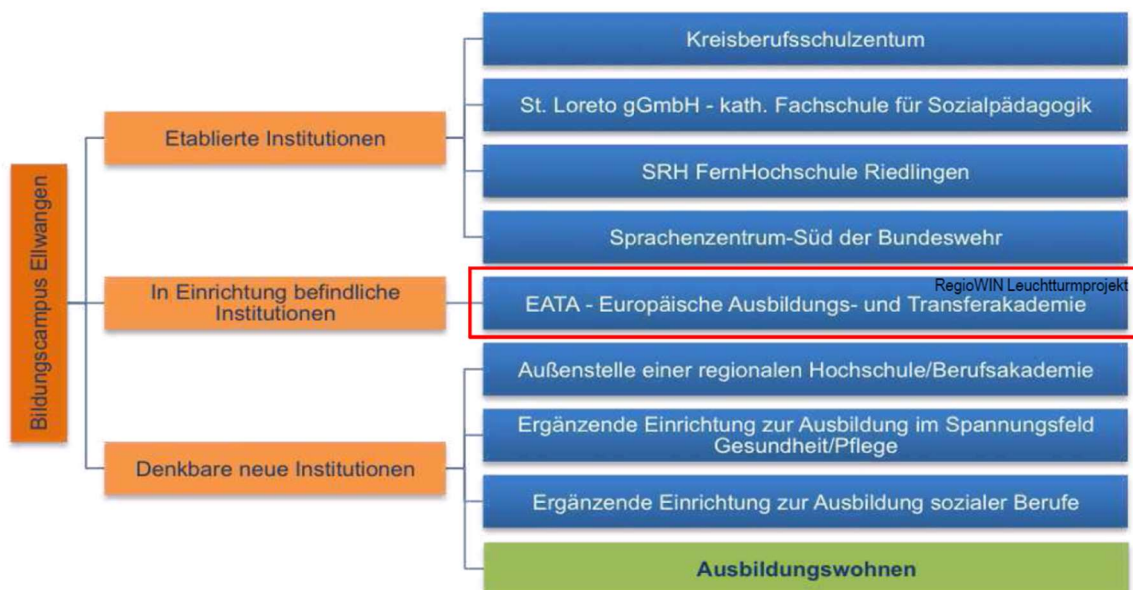 Bildungscampus Ellwangen
Etablierte Institutionen
Kreisberufsschulzentrum
St. Loreto gGmbH - kath. Fachschule für Sozialpädagogik
SRH FernHochschule Riedlingen
Sprachenzentrum-Süd der Bundeswehr
In Einrichtung befindliche
Institutionen
RegioWIN Leuchtturmprojekt
EATA - Europäische Ausbildungs- und Transferakademie
Denkbare neue Institutionen
Außenstelle einer regionalen Hochschule/Berufsakademie
Ergänzende Einrichtung zur Ausbildung im Spannungsfeld
Gesundheit/Pflege
Ergänzende Einrichtung zur Ausbildung sozialer Berufe
Ausbildungswohnen